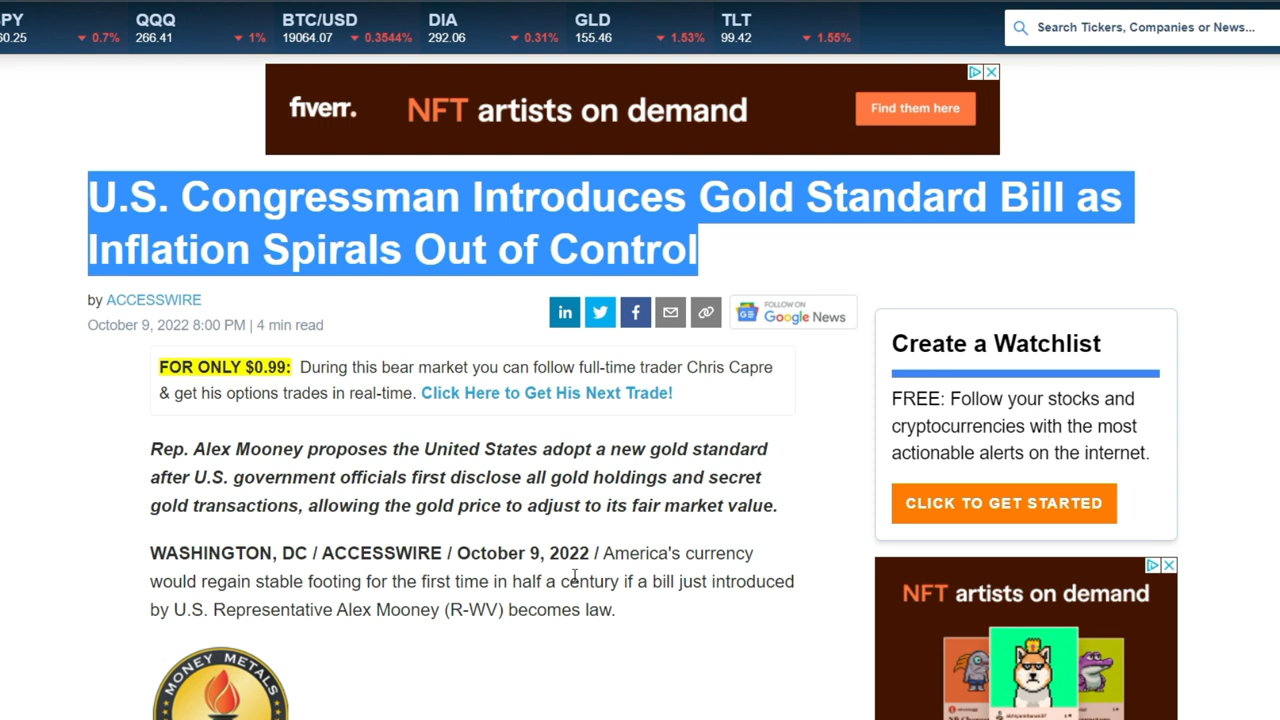 PY QQQ BTC/USD DIA GLD TLT
60.25 0.7% 266.41 1% 19064.07 0.3544% 292.06 0.31% 155.46 1.53% 99.42 1.55%
Search Tickers, Companies or News...
fiverr. NFT artists on demand Find them here
U.S. Congressman Introduces Gold Standard Bill as
Inflation Spirals Out of Control
by ACCESSWIRE
October 9, 2022 8:00 PM | 4 min read
FOLLOW ON
Google News
FOR ONLY $0.99: During this bear market you can follow full-time trader Chris Capre
& get his options trades in real-time. Click Here to Get His Next Trade!
Rep. Alex Mooney proposes the United States adopt a new gold standard
after U.S. government officials first disclose all gold holdings and secret
gold transactions, allowing the gold price to adjust to its fair market value.
WASHINGTON, DC / ACCESSWIRE / October 9, 2022 / America's currency
would regain stable footing for the first time in half a century if a bill just introduced
by U.S. Representative Alex Mooney (R-WV) becomes law.
MONEY METALS
Create a Watchlist
FREE: Follow your stocks and
cryptocurrencies with the most
actionable alerts on the internet.
CLICK TO GET STARTED
NFT artists on demand